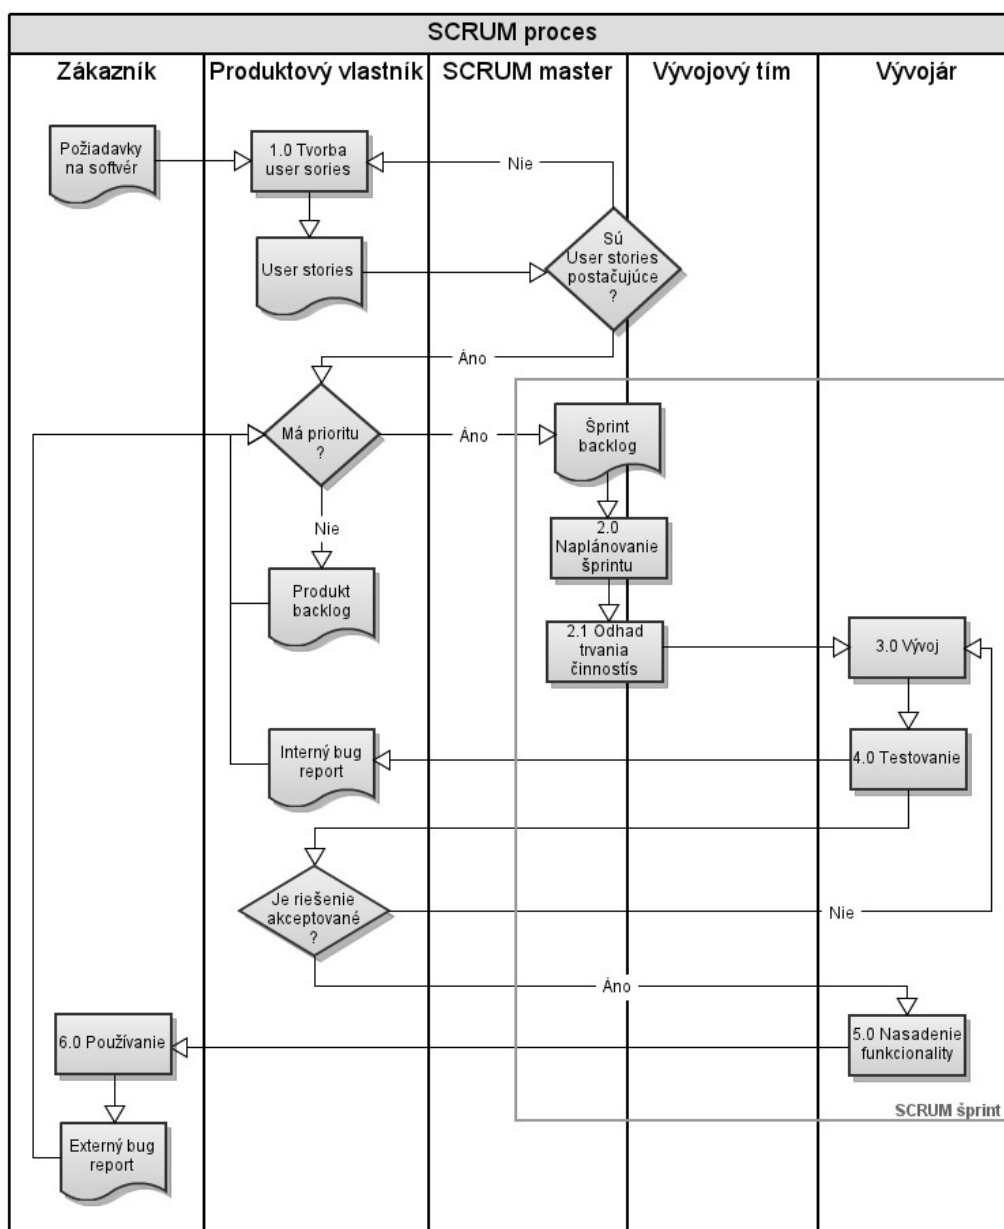 SCRUM proces
Zákazník
Produktový vlastník
SCRUM master
Vývojový tím
Vývojár
Požiadavky
na softvér
1.0 Tvorba
user sories
Nie
User stories
Sú
User stories
postačujúce
?
Áno
Má prioritu
?
Áno
Šprint
backlog
Nie
2.0
Naplánovanie
šprintu
Produkt
backlog
2.1 Odhad
trvania
činnostís
3.0 Vývoj
Interný bug
report
4.0 Testovanie
Je riešenie
akceptované
?
Nie
Áno
6.0 Používanie
5.0 Nasadenie
funkcionality
SCRUM šprint
Externý bug
report